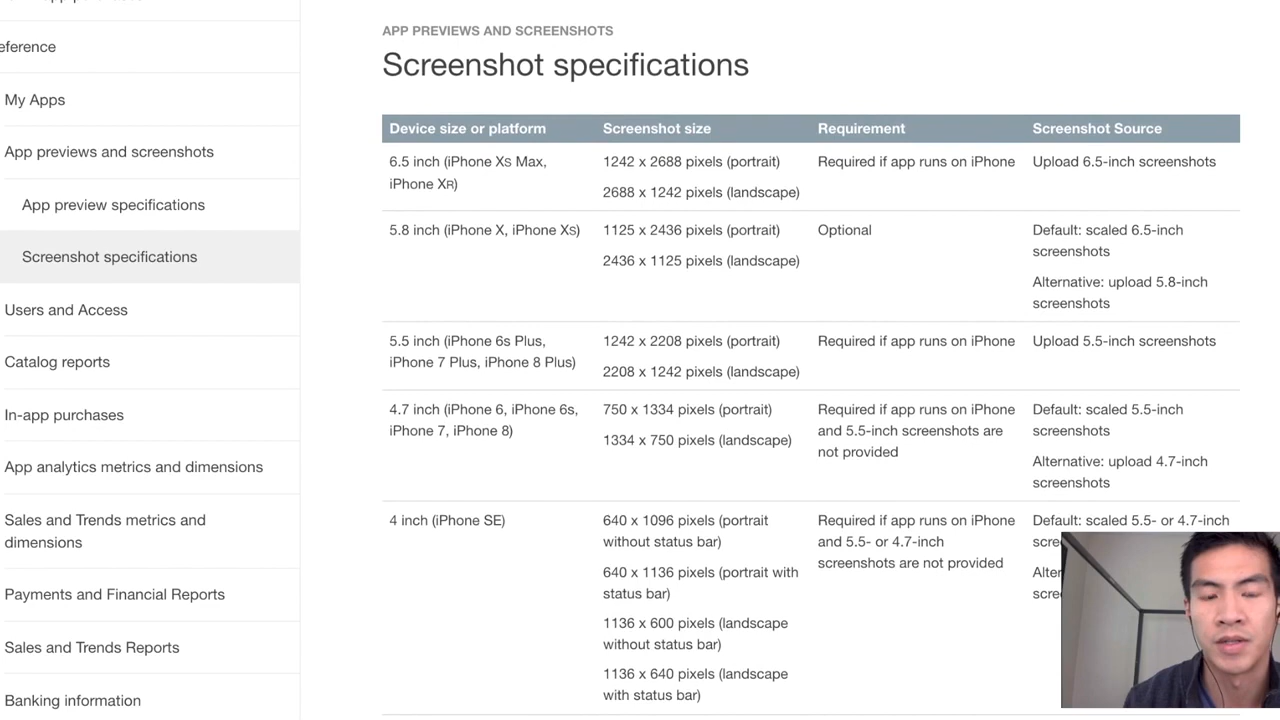 eference
My Apps
App previews and screenshots
App preview specifications
Screenshot specifications
Users and Access
Catalog reports
In-app purchases
App analytics metrics and dimensions
Sales and Trends metrics and
dimensions
Payments and Financial Reports
Sales and Trends Reports
Banking information
APP PREVIEWS AND SCREENSHOTS
Screenshot specifications
Device size or platform Screenshot size Requirement Screenshot Source
6.5 inch (iPhone Xs Max,
iPhone XR)
1242 x 2688 pixels (portrait)
2688 x 1242 pixels (landscape)
Required if app runs on iPhone
Upload 6.5-inch screenshots
5.8 inch (iPhone X, iPhone Xs)
1125 x 2436 pixels (portrait)
2436 x 1125 pixels (landscape)
Optional
Default: scaled 6.5-inch
screenshots
Alternative: upload 5.8-inch
screenshots
5.5 inch (iPhone 6s Plus,
iPhone 7 Plus, iPhone 8 Plus)
1242 x 2208 pixels (portrait)
2208 x 1242 pixels (landscape)
Required if app runs on iPhone
Upload 5.5-inch screenshots
4.7 inch (iPhone 6, iPhone 6s,
iPhone 7, iPhone 8)
750 x 1334 pixels (portrait)
1334 x 750 pixels (landscape)
Required if app runs on iPhone
and 5.5-inch screenshots are
not provided
Default: scaled 5.5-inch
screenshots
Alternative: upload 4.7-inch
screenshots
4 inch (iPhone SE)
640 x 1096 pixels (portrait
without status bar)
640 x 1136 pixels (portrait with
status bar)
1136 x 600 pixels (landscape
without status bar)
1136 x 640 pixels (landscape
with status bar)
Required if app runs on iPhone
and 5.5- or 4.7-inch
screenshots are not provided
Default: scaled 5.5- or 4.7-inch
scre
Alter
scre